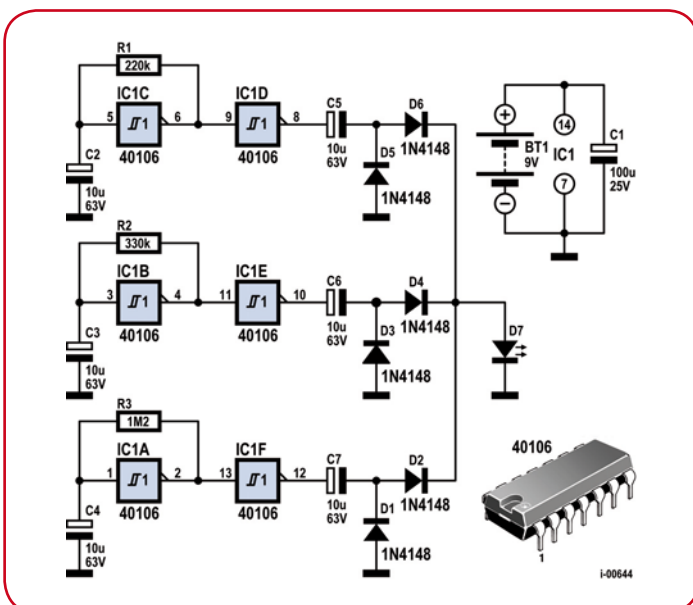 R1
220k
IC1C
5
6
40106
C2
10u
63V
IC1D
9
8
40106
C5
10u
63V
D6
1N4148
D5
1N4148
BT1
9V
14
IC1
7
C1
100u
25V
R2
330k
IC1B
3
4
40106
C3
10u
63V
IC1E
11
10
40106
C6
10u
63V
D4
1N4148
D3
1N4148
D7
R3
1M2
IC1A
1
2
40106
C4
10u
63V
IC1F
13
12
40106
C7
10u
63V
D2
1N4148
D1
1N4148
40106
1
i-00644